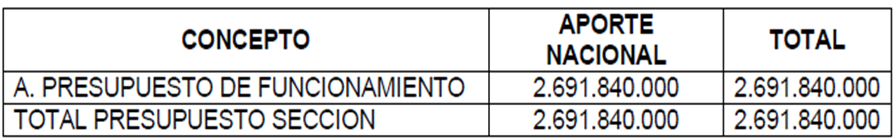 CONCEPTO APORTE NACIONAL TOTAL
A. PRESUPUESTO DE FUNCIONAMIENTO 2.691.840.000 2.691.840.000
TOTAL PRESUPUESTO SECCION 2.691.840.000 2.691.840.000